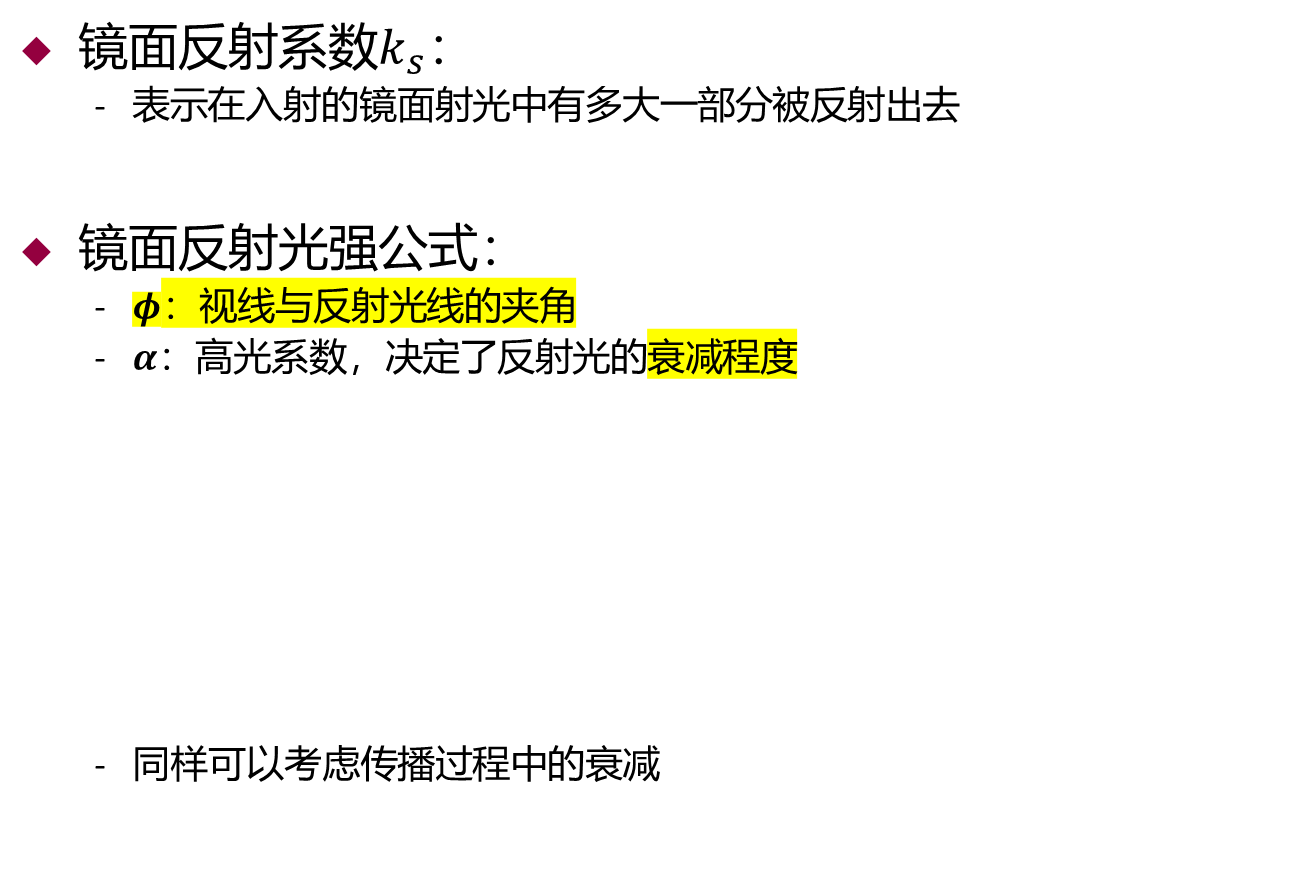 ◆ 镜面反射系数kₛ：
- 表示在入射的镜面射光中有多大一部分被反射出去
◆ 镜面反射光强公式：
- ϕ：视线与反射光线的夹角
- α：高光系数，决定了反射光的衰减程度
- 同样可以考虑传播过程中的衰减